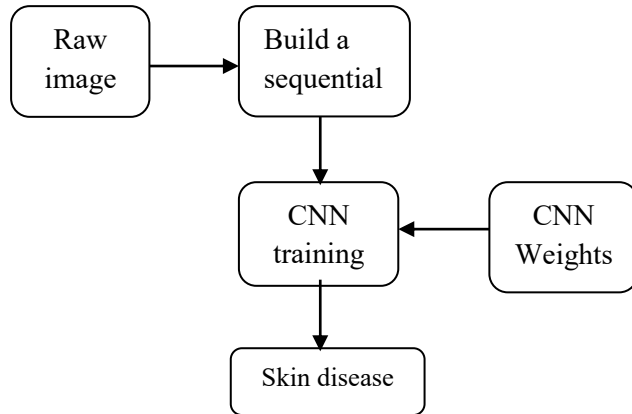 Raw
image
Build a
sequential
CNN
training
CNN
Weights
Skin disease